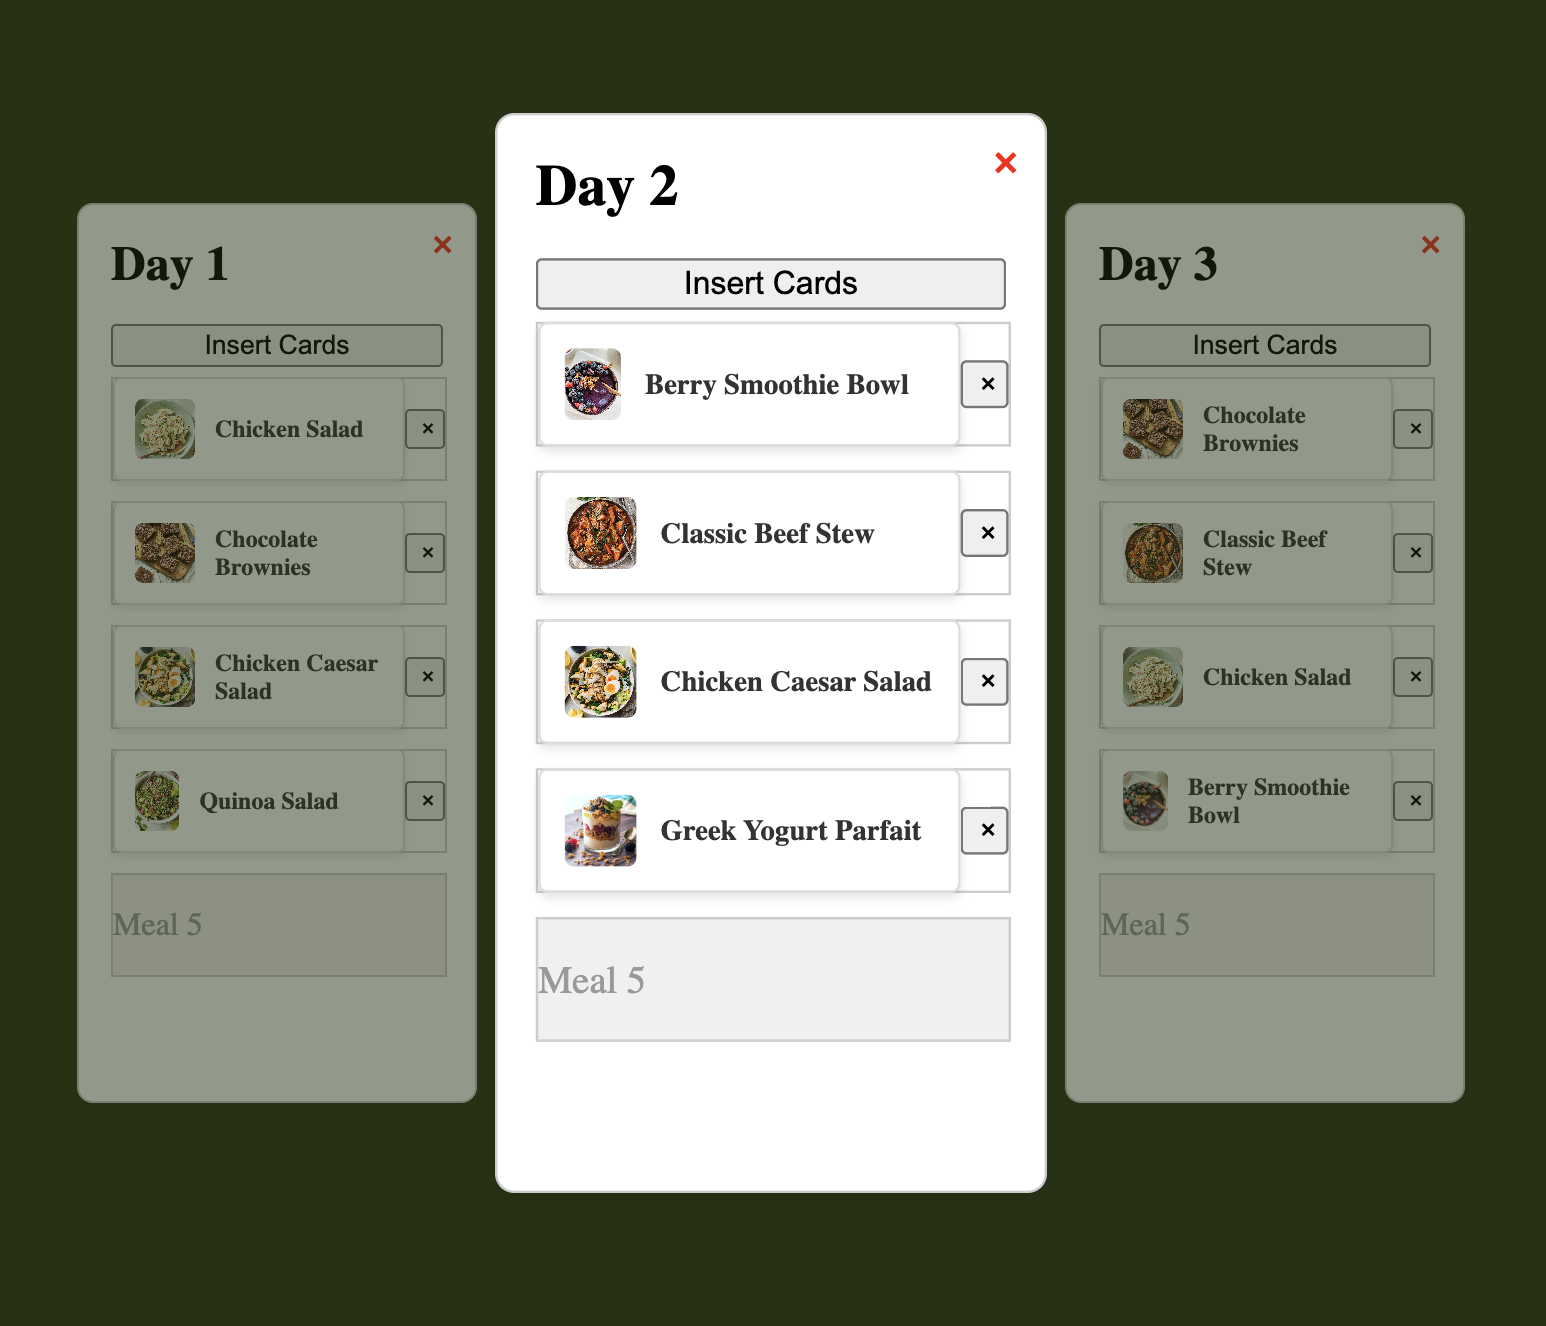 Day 1
×
Insert Cards
Chicken Salad
×
Chocolate
Brownies
×
Chicken Caesar
Salad
×
Quinoa Salad
×
Meal 5
Day 2
×
Insert Cards
Berry Smoothie Bowl
×
Classic Beef Stew
×
Chicken Caesar Salad
×
Greek Yogurt Parfait
×
Meal 5
Day 3
×
Insert Cards
Chocolate
Brownies
×
Classic Beef
Stew
×
Chicken Salad
×
Berry Smoothie
Bowl
×
Meal 5